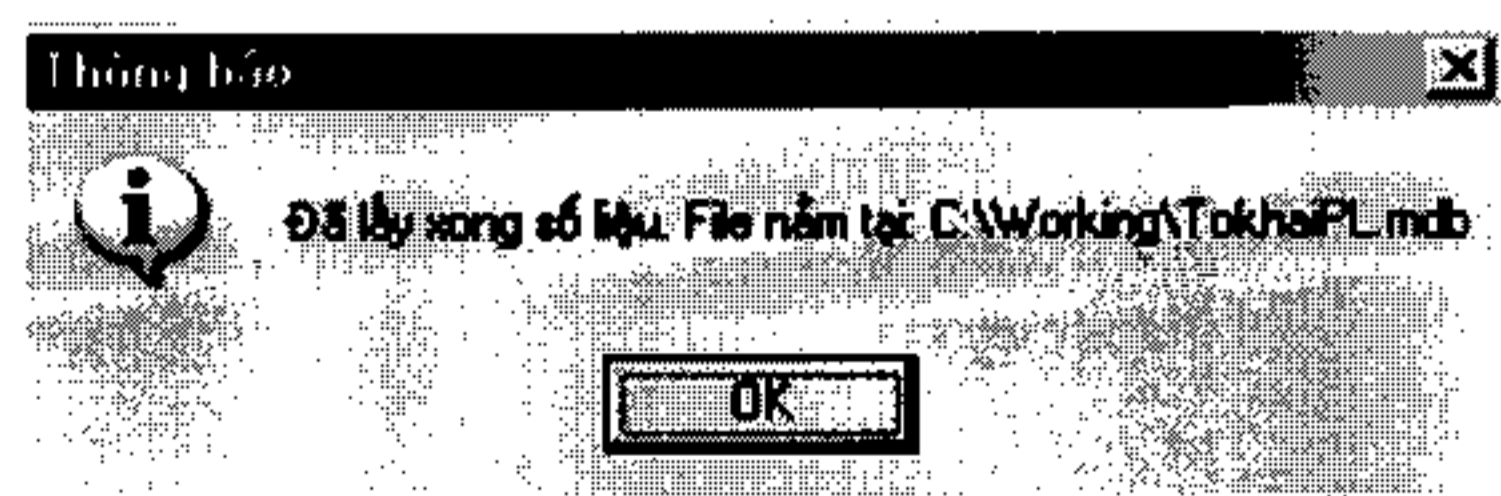 Thông báo
Đã lấy xong số liệu. File nằm tại: C:\Working\TokhaiPL.mdb
OK